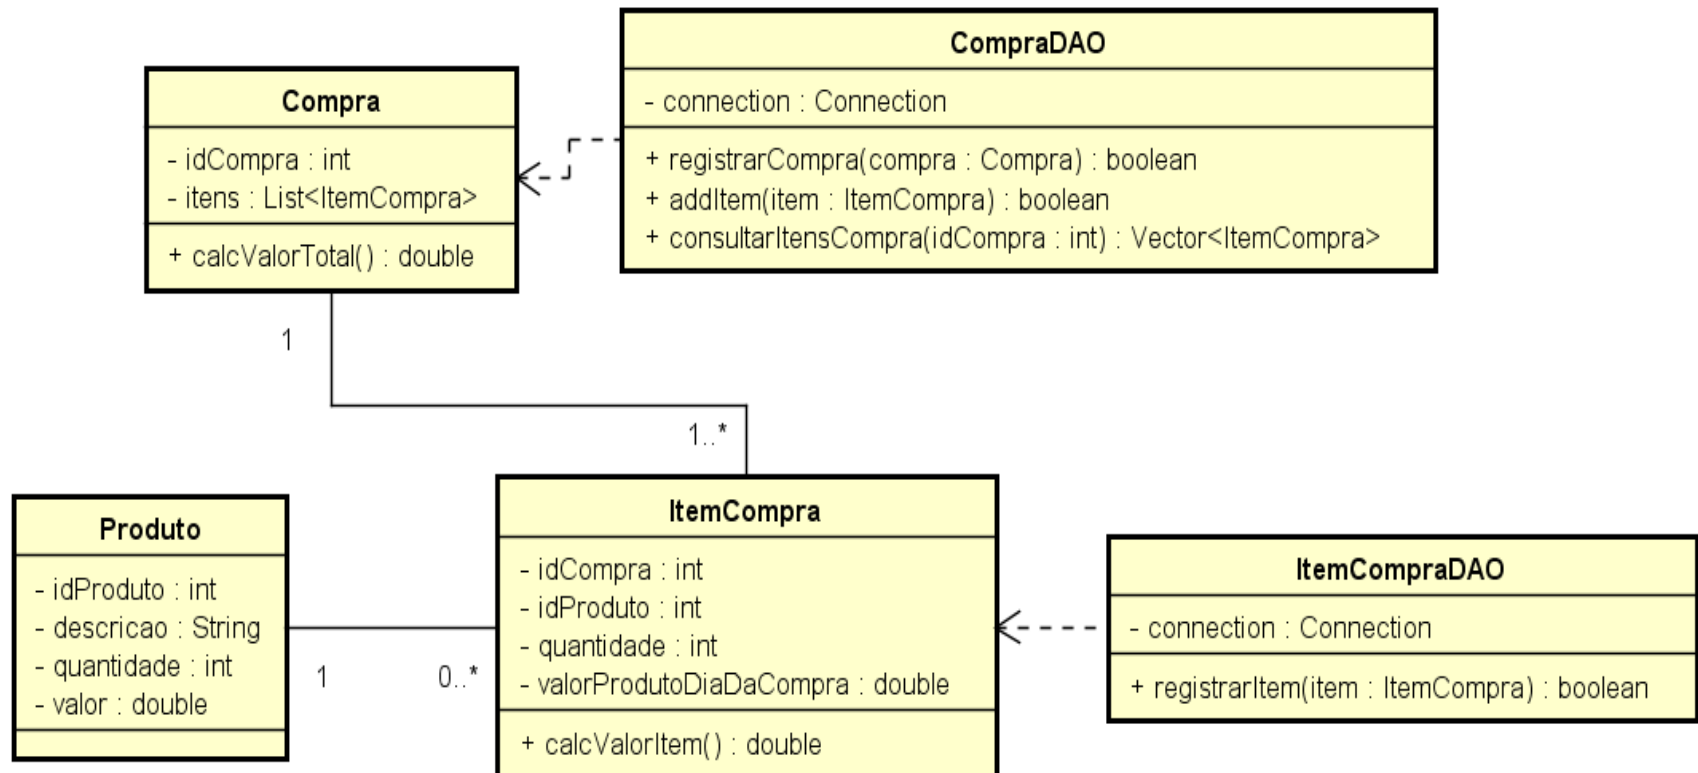 CompraDAO
- connection : Connection
+ registrarCompra(compra : Compra) : boolean
+ addItem(item : ItemCompra) : boolean
+ consultarItensCompra(idCompra : int) : Vector<ItemCompra>
Compra
- idCompra : int
- itens : List<ItemCompra>
+ calcValorTotal() : double
1
1..*
Produto
- idProduto : int
- descricao : String
- quantidade : int
- valor : double
1
0..*
ItemCompra
- idCompra : int
- idProduto : int
- quantidade : int
- valorProdutoDiaDaCompra : double
+ calcValorItem() : double
ItemCompraDAO
- connection : Connection
+ registrarItem(item : ItemCompra) : boolean